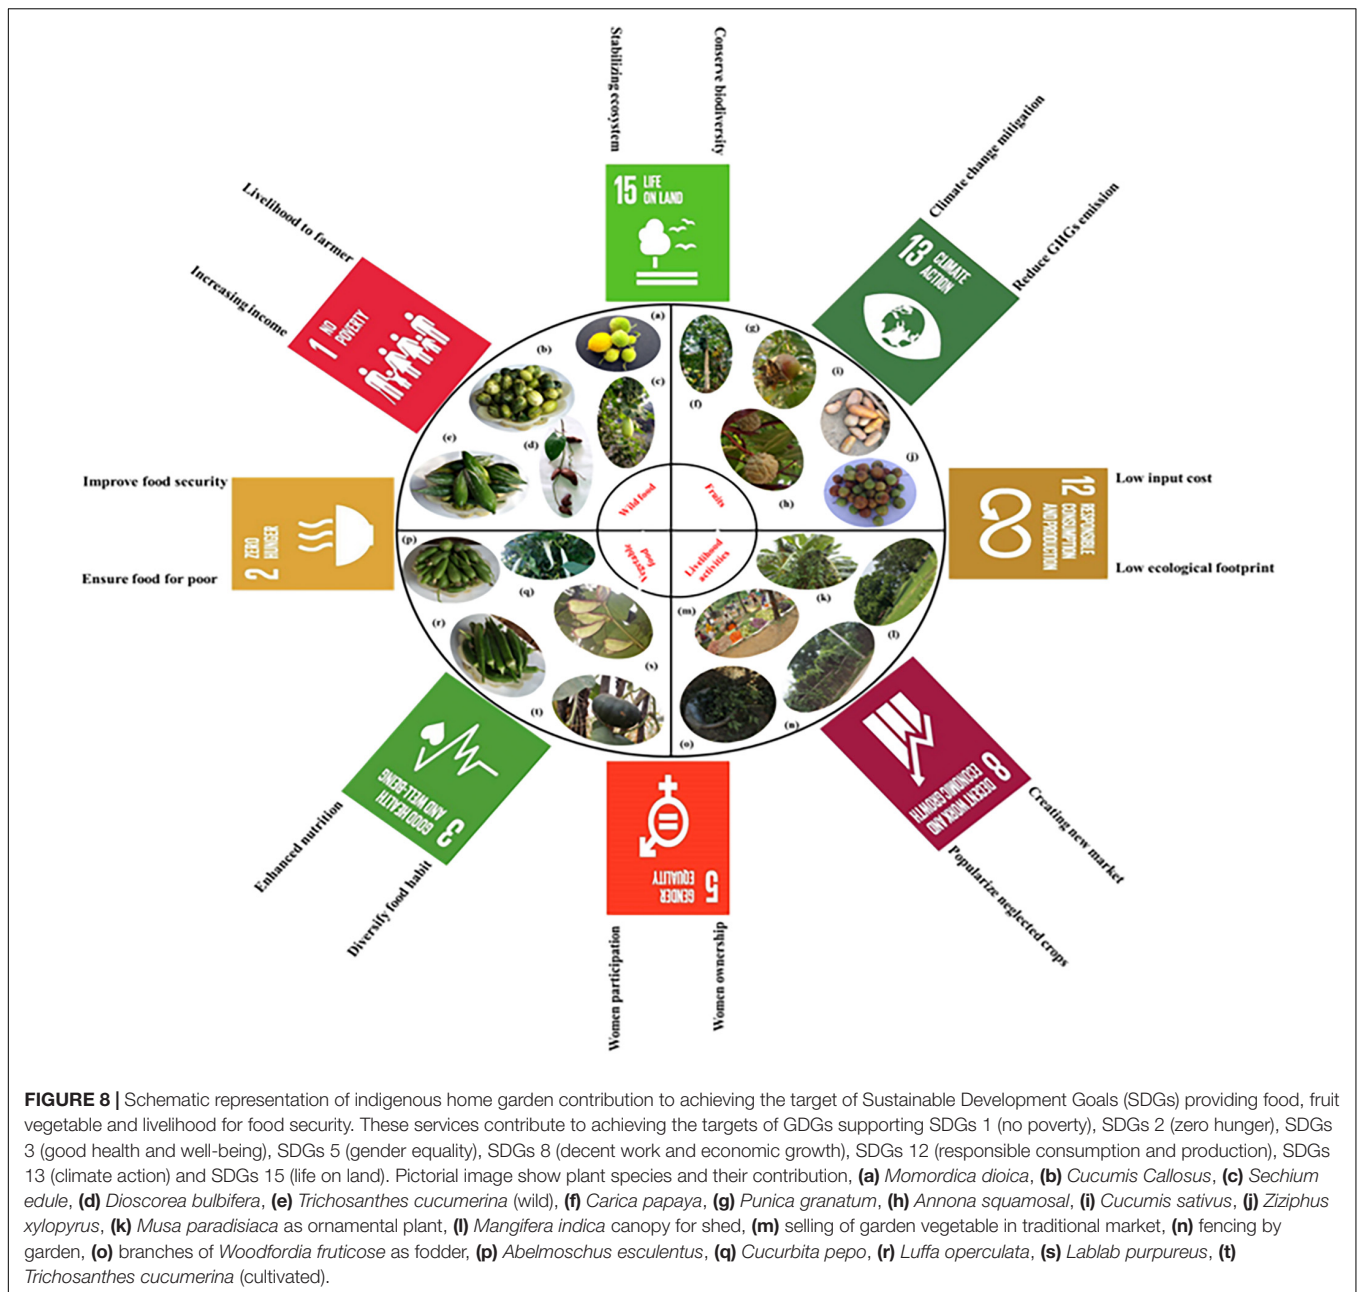 Stabilizing ecosystem
Conserve biodiversity
15 LIFE
ON LAND
Climate change mitigation
Reduce GHGs emission
13 CLIMATE
ACTION
Livelihood to farmer
Increasing income
1 NO
POVERTY
(a)
(b)
(c)
(d)
(e)
(g)
(f)
(i)
(h)
(j)
Wild food
Fruits
Vegetable
food
Livelihood
activities
Improve food security
Ensure food for poor
2 ZERO
HUNGER
12 RESPONSIBLE
CONSUMPTION
AND PRODUCTION
Low input cost
Low ecological footprint
(p)
(q)
(r)
(s)
(t)
(k)
(l)
(m)
(n)
(o)
3 GOOD HEALTH
AND WELL-BEING
Enhanced nutrition
Diversify food habit
5 GENDER
EQUALITY
Women participation
Women ownership
8 DECENT WORK AND
ECONOMIC GROWTH
Creating new market
Popularize neglected crops
FIGURE 8 | Schematic representation of indigenous home garden contribution to achieving the target of Sustainable Development Goals (SDGs) providing food, fruit
vegetable and livelihood for food security. These services contribute to achieving the targets of GDGs supporting SDGs 1 (no poverty), SDGs 2 (zero hunger), SDGs
3 (good health and well-being), SDGs 5 (gender equality), SDGs 8 (decent work and economic growth), SDGs 12 (responsible consumption and production), SDGs
13 (climate action) and SDGs 15 (life on land). Pictorial image show plant species and their contribution, (a) Momordica dioica, (b) Cucumis Callosus, (c) Sechium
edule, (d) Dioscorea bulbifera, (e) Trichosanthes cucumerina (wild), (f) Carica papaya, (g) Punica granatum, (h) Annona squamosal, (i) Cucumis sativus, (j) Ziziphus
xylopyrus, (k) Musa paradisiaca as ornamental plant, (l) Mangifera indica canopy for shed, (m) selling of garden vegetable in traditional market, (n) fencing by
garden, (o) branches of Woodfordia fruticose as fodder, (p) Abelmoschus esculentus, (q) Cucurbita pepo, (r) Luffa operculata, (s) Lablab purpureus, (t)
Trichosanthes cucumerina (cultivated).